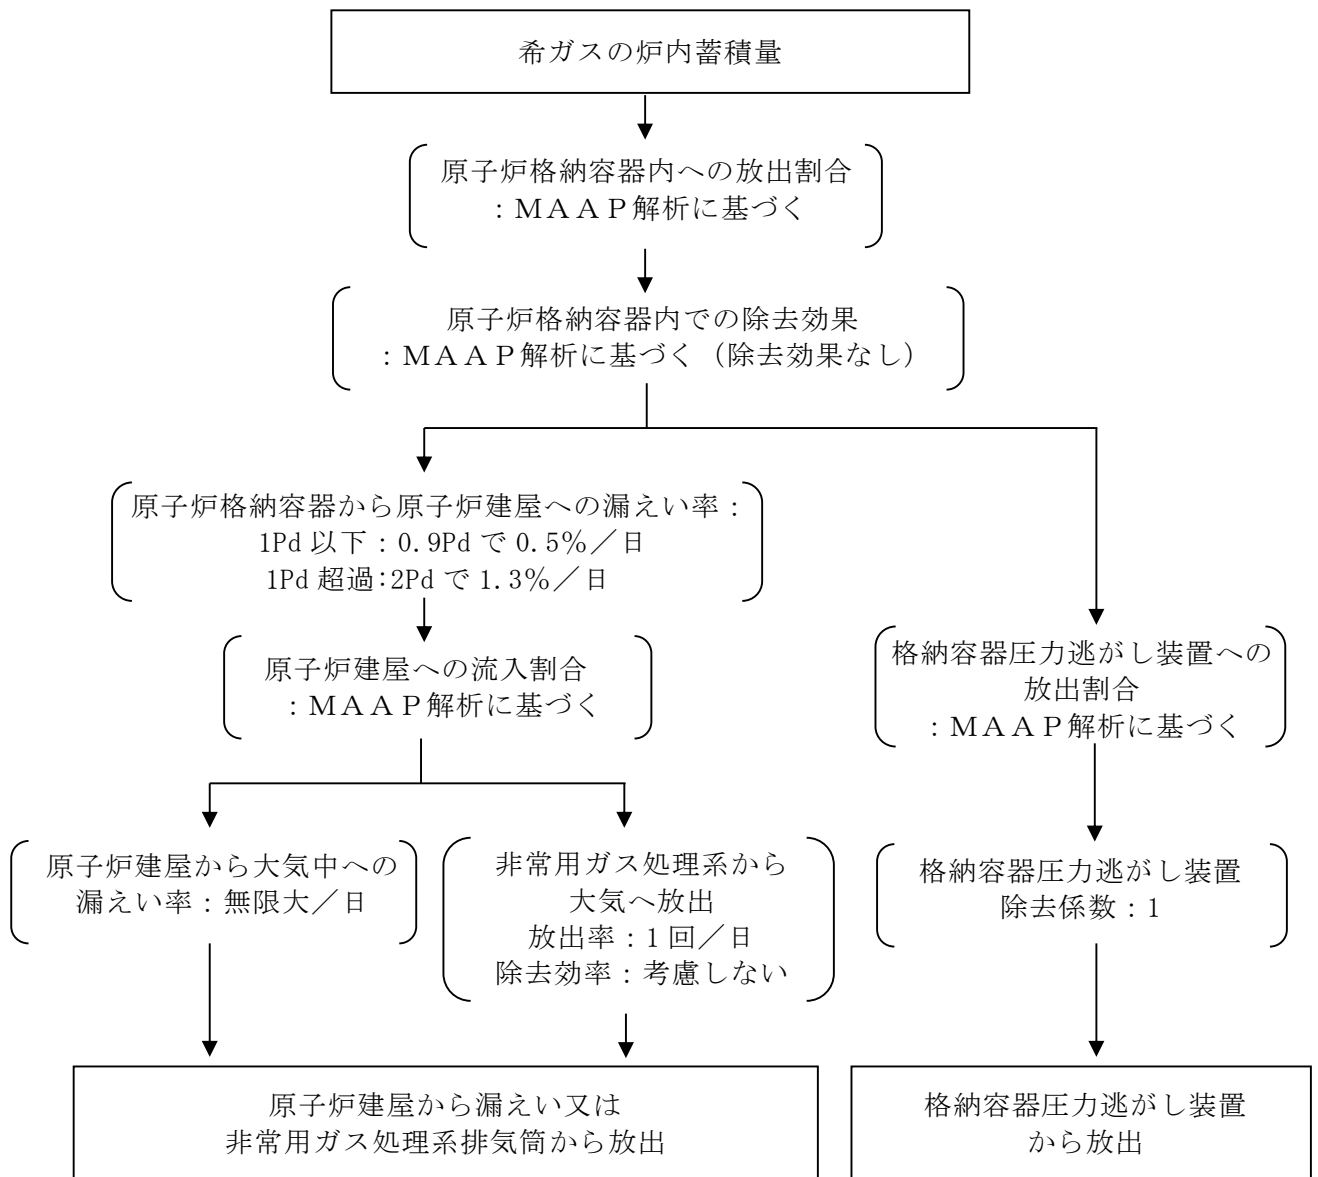 希ガスの炉内蓄積量
原子炉格納容器内への放出割合
：ＭＡＡＰ解析に基づく
原子炉格納容器内での除去効果
：ＭＡＡＰ解析に基づく（除去効果なし）
原子炉格納容器から原子炉建屋への漏えい率：
1Pd 以下：0.9Pd で 0.5％／日
1Pd 超過：2Pd で 1.3％／日
原子炉建屋への流入割合
：ＭＡＡＰ解析に基づく
格納容器圧力逃がし装置への
放出割合
：ＭＡＡＰ解析に基づく
原子炉建屋から大気中への
漏えい率：無限大／日
非常用ガス処理系から
大気へ放出
放出率：1 回／日
除去効率：考慮しない
格納容器圧力逃がし装置
除去係数：1
原子炉建屋から漏えい又は
非常用ガス処理系排気筒から放出
格納容器圧力逃がし装置
から放出